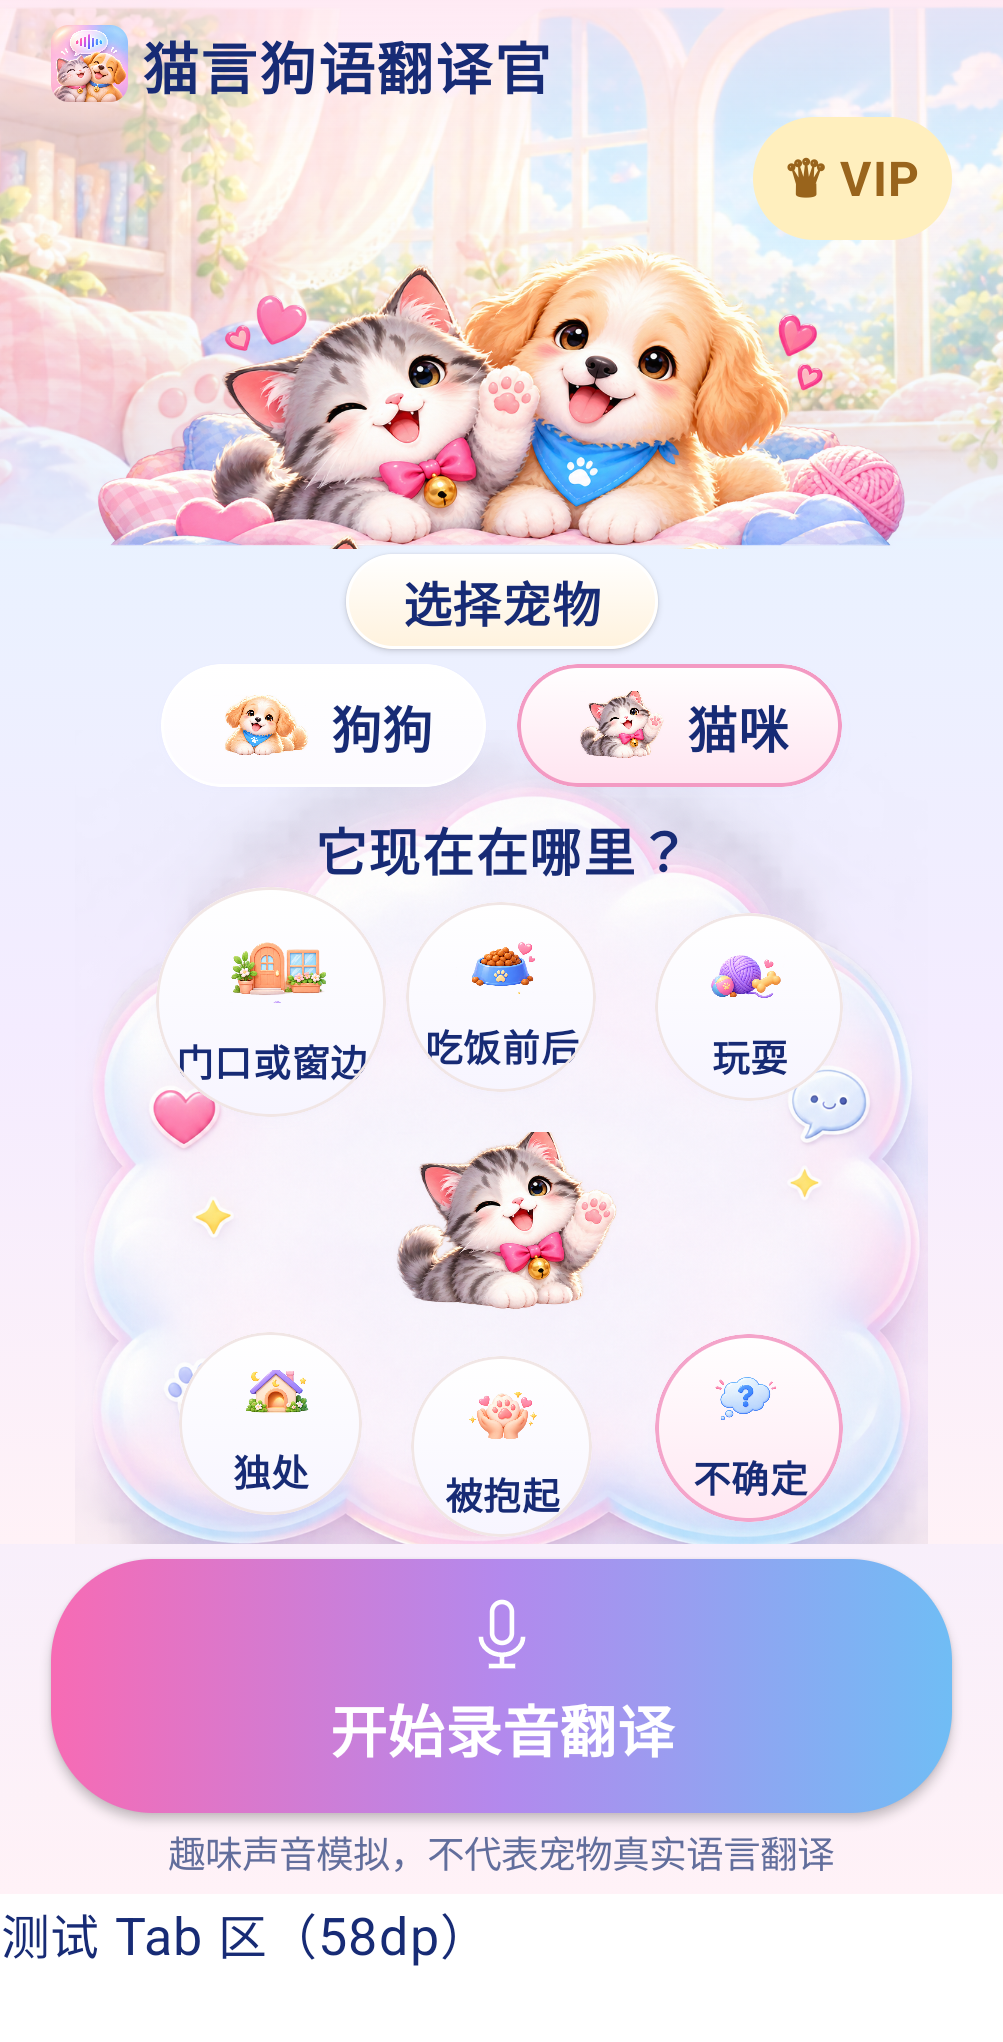 猫言狗语翻译官
VIP
选择宠物
狗狗
猫咪
它现在在哪里？
门口或窗边
吃饭前后
玩耍
独处
被抱起
不确定
开始录音翻译
趣味声音模拟，不代表宠物真实语言翻译
测试 Tab 区（58dp）